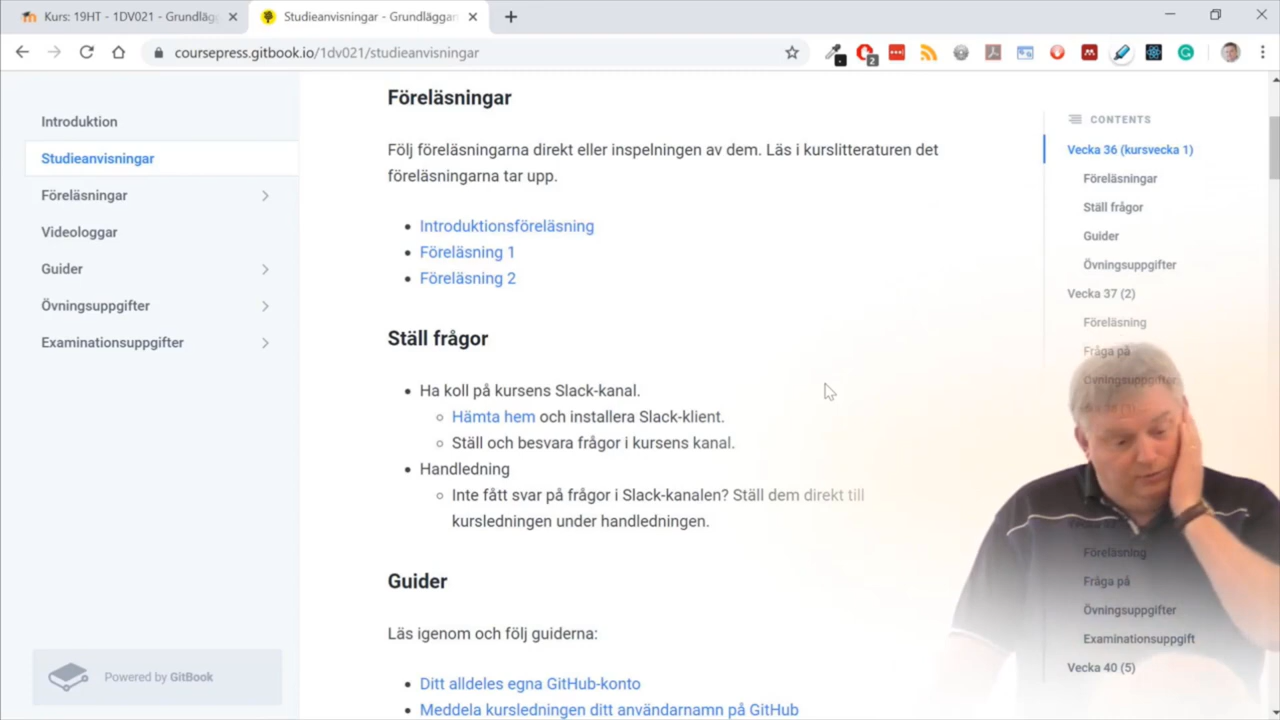 Kurs: 19HT - 1DV021 - Grundläg
Studieanvisningar - Grundläggan
coursepress.gitbook.io/1dv021/studieanvisningar
2
Introduktion
Studieanvisningar
Föreläsningar
Videologgar
Guider
Övningsuppgifter
Examinationsuppgifter
Powered by GitBook
Föreläsningar
Följ föreläsningarna direkt eller inspelningen av dem. Läs i kurslitteraturen det
föreläsningarna tar upp.
Introduktionsföreläsning
Föreläsning 1
Föreläsning 2
Ställ frågor
Ha koll på kursens Slack-kanal.
Hämta hem och installera Slack-klient.
Ställ och besvara frågor i kursens kanal.
Handledning
Inte fått svar på frågor i Slack-kanalen? Ställ dem direkt till
kursledningen under handledningen.
Guider
Läs igenom och följ guiderna:
Ditt alldeles egna GitHub-konto
Meddela kursledningen ditt användarnamn på GitHub
CONTENTS
Vecka 36 (kursvecka 1)
Föreläsningar
Ställ frågor
Guider
Övningsuppgifter
Vecka 37 (2)
Föreläsning
Fråga på
Övningsuppgifter
Föreläsning
Fråga på
Övningsuppgifter
Examinationsuppgift
Vecka 40 (5)